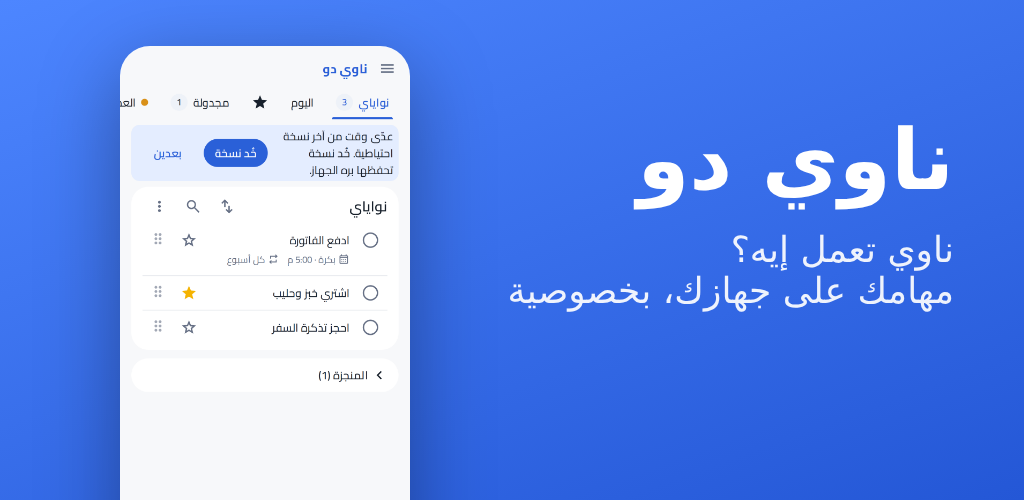 ناوي دو
ناوي تعمل إيه؟
مهامك على جهازك، بخصوصية
ناوي دو
نواياي 3 اليوم مجدولة 1
عدّى وقت من آخر نسخة
احتياطية. خُد نسخة
تحفظها بره الجهاز.
خُد نسخة
بعدين
نواياي
ادفع الفاتورة
بكرة · 5:00 م كل أسبوع
اشتري خبز وحليب
احجز تذكرة السفر
المنجزة (1)